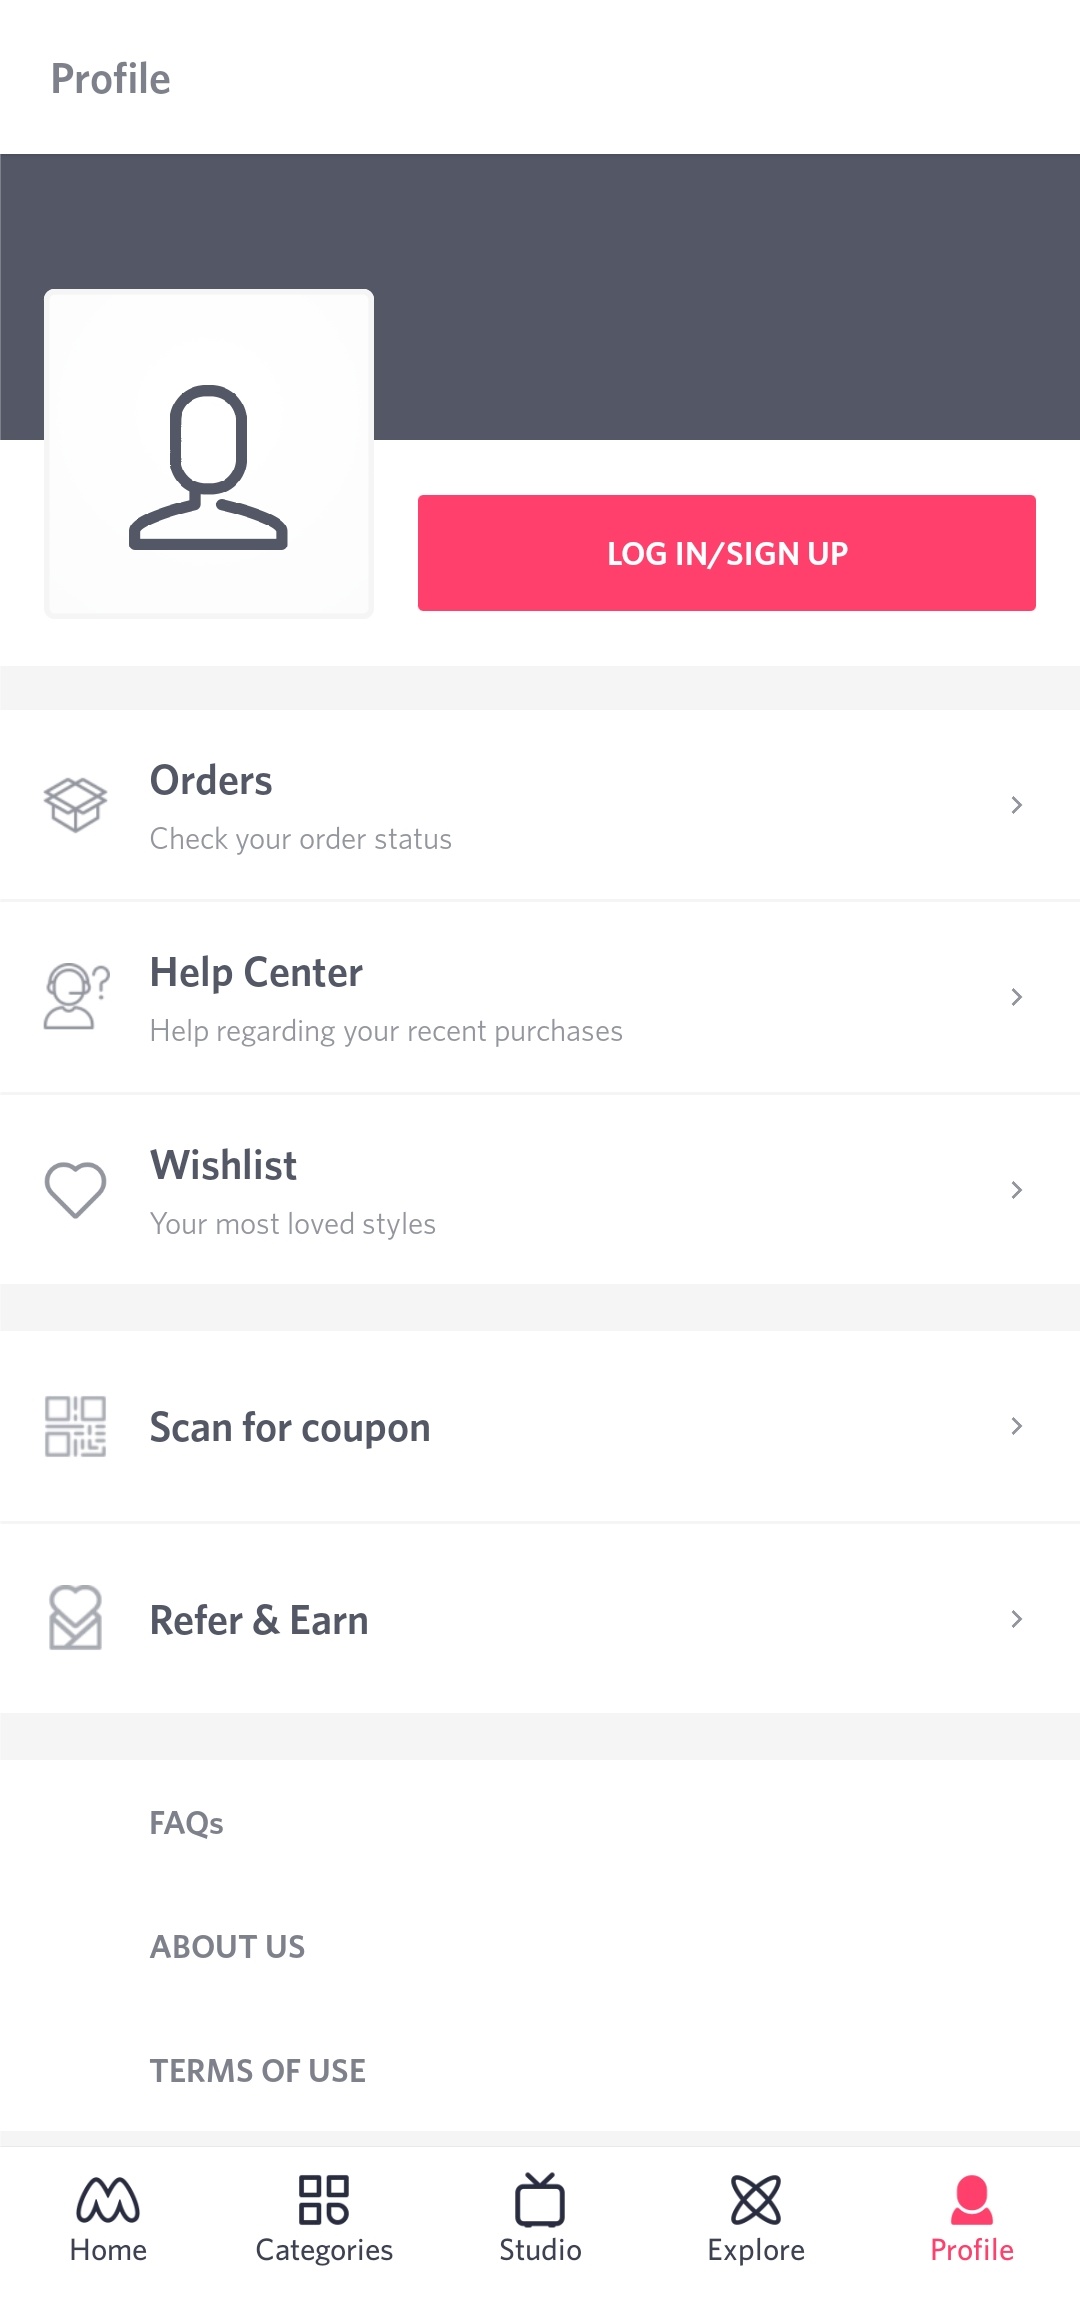 Profile
LOG IN/SIGN UP
Orders
Check your order status
Help Center
Help regarding your recent purchases
Wishlist
Your most loved styles
Scan for coupon
Refer & Earn
FAQs
ABOUT US
TERMS OF USE
Home
Categories
Studio
Explore
Profile